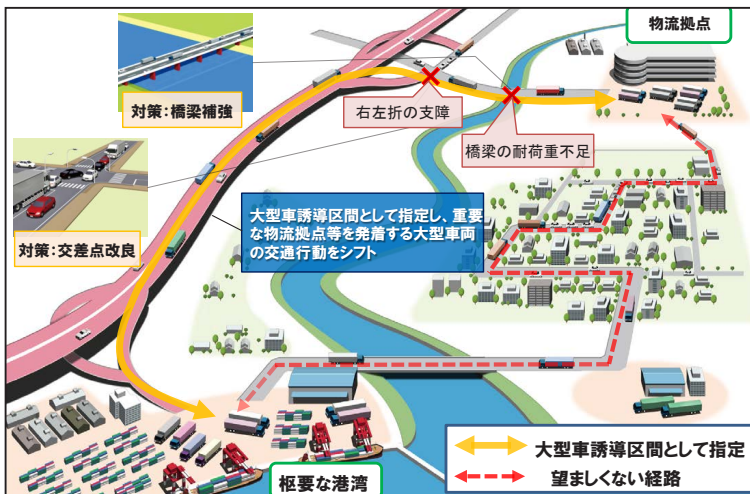 物流拠点
対策:橋梁補強
右左折の支障
橋梁の耐荷重不足
対策:交差点改良
大型車誘導区間として指定し、重要
な物流拠点等を発着する大型車両
の交通行動をシフト
枢要な港湾
大型車誘導区間として指定
望ましくない経路